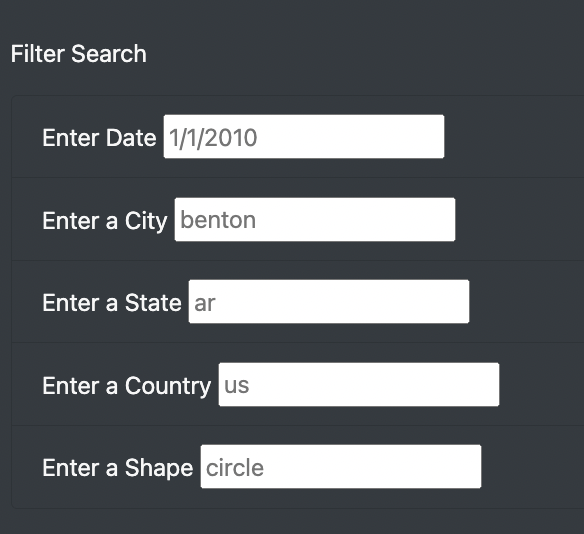 Filter Search
Enter Date 1/1/2010
Enter a City benton
Enter a State ar
Enter a Country us
Enter a Shape circle